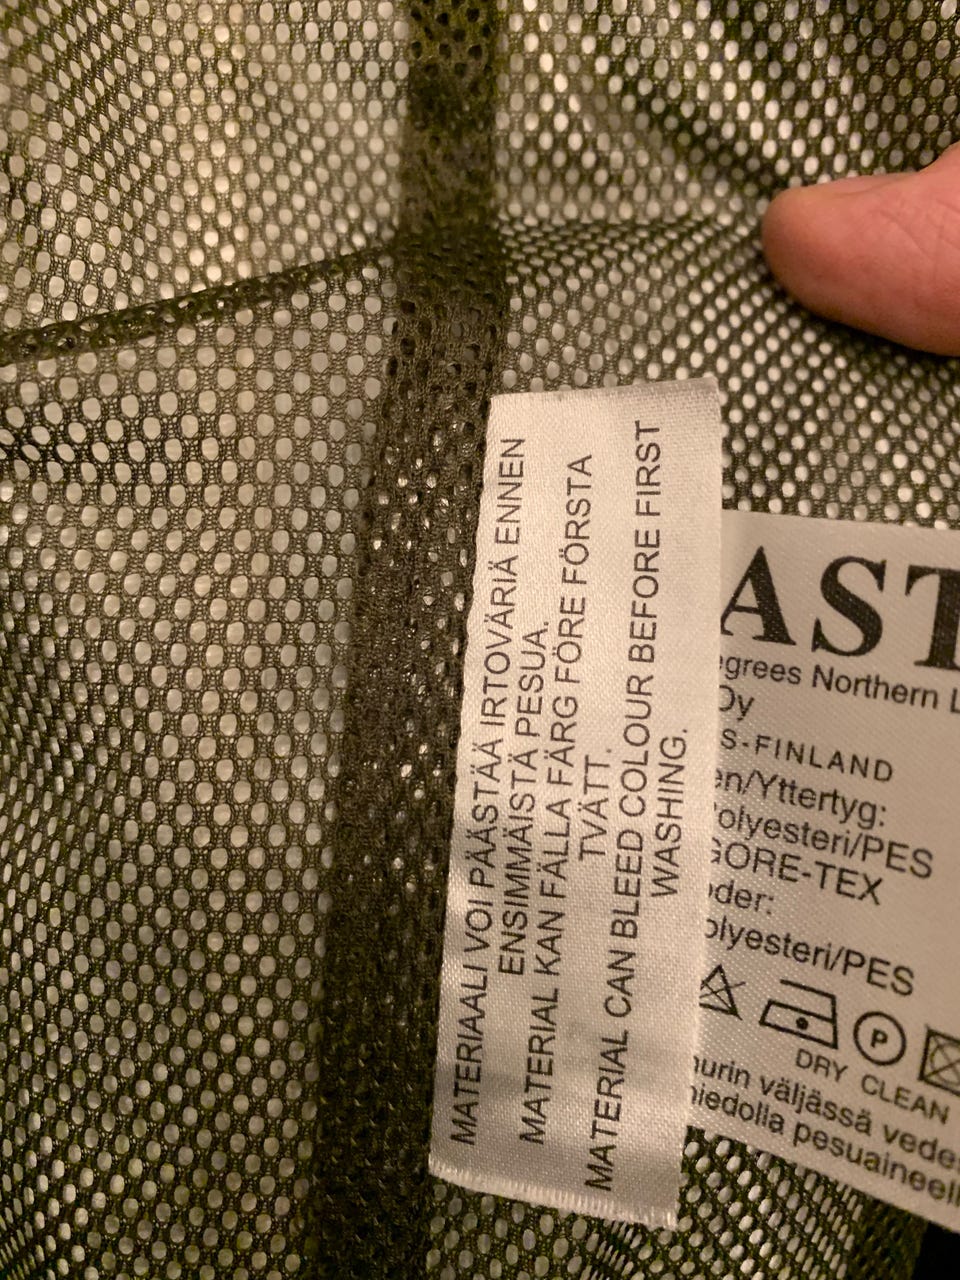 MATERIAALI VOI PÄÄSTÄÄ IRTOVÄRIÄ ENNEN
ENSIMMÄISTÄ PESUA.
MATERIAL KAN FÄLLA FÄRG FÖRE FÖRSTA
TVÄTT.
MATERIAL CAN BLEED COLOUR BEFORE FIRST
WASHING.
AST
egrees Northern L
Oy
S-FINLAND
en/Yttertyg:
Polyesteri/PES
GORE-TEX
der:
olyesteri/PES
P
DRY CLEAN
urin väljässä vede
iedolla pesuaineell